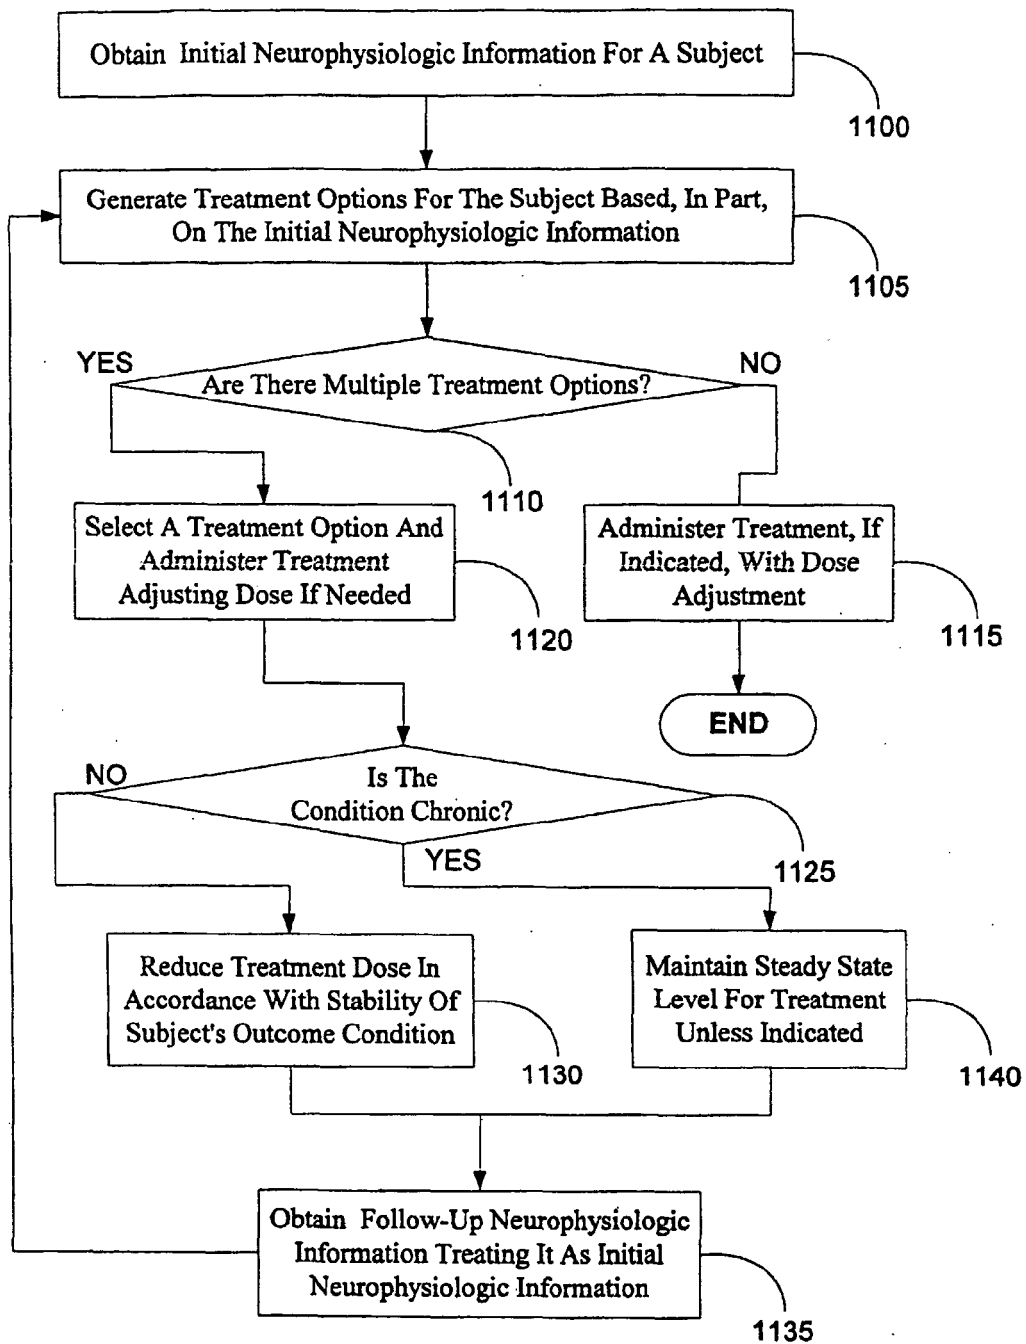 Obtain Initial Neurophysiologic Information For A Subject
1100
Generate Treatment Options For The Subject Based, In Part,
On The Initial Neurophysiologic Information
1105
YES
NO
Are There Multiple Treatment Options?
1110
Select A Treatment Option And
Administer Treatment
Adjusting Dose If Needed
1120
Administer Treatment, If
Indicated, With Dose
Adjustment
1115
END
NO
Is The
Condition Chronic?
YES
1125
Reduce Treatment Dose In
Accordance With Stability Of
Subject's Outcome Condition
1130
Maintain Steady State
Level For Treatment
Unless Indicated
1140
Obtain Follow-Up Neurophysiologic
Information Treating It As Initial
Neurophysiologic Information
1135